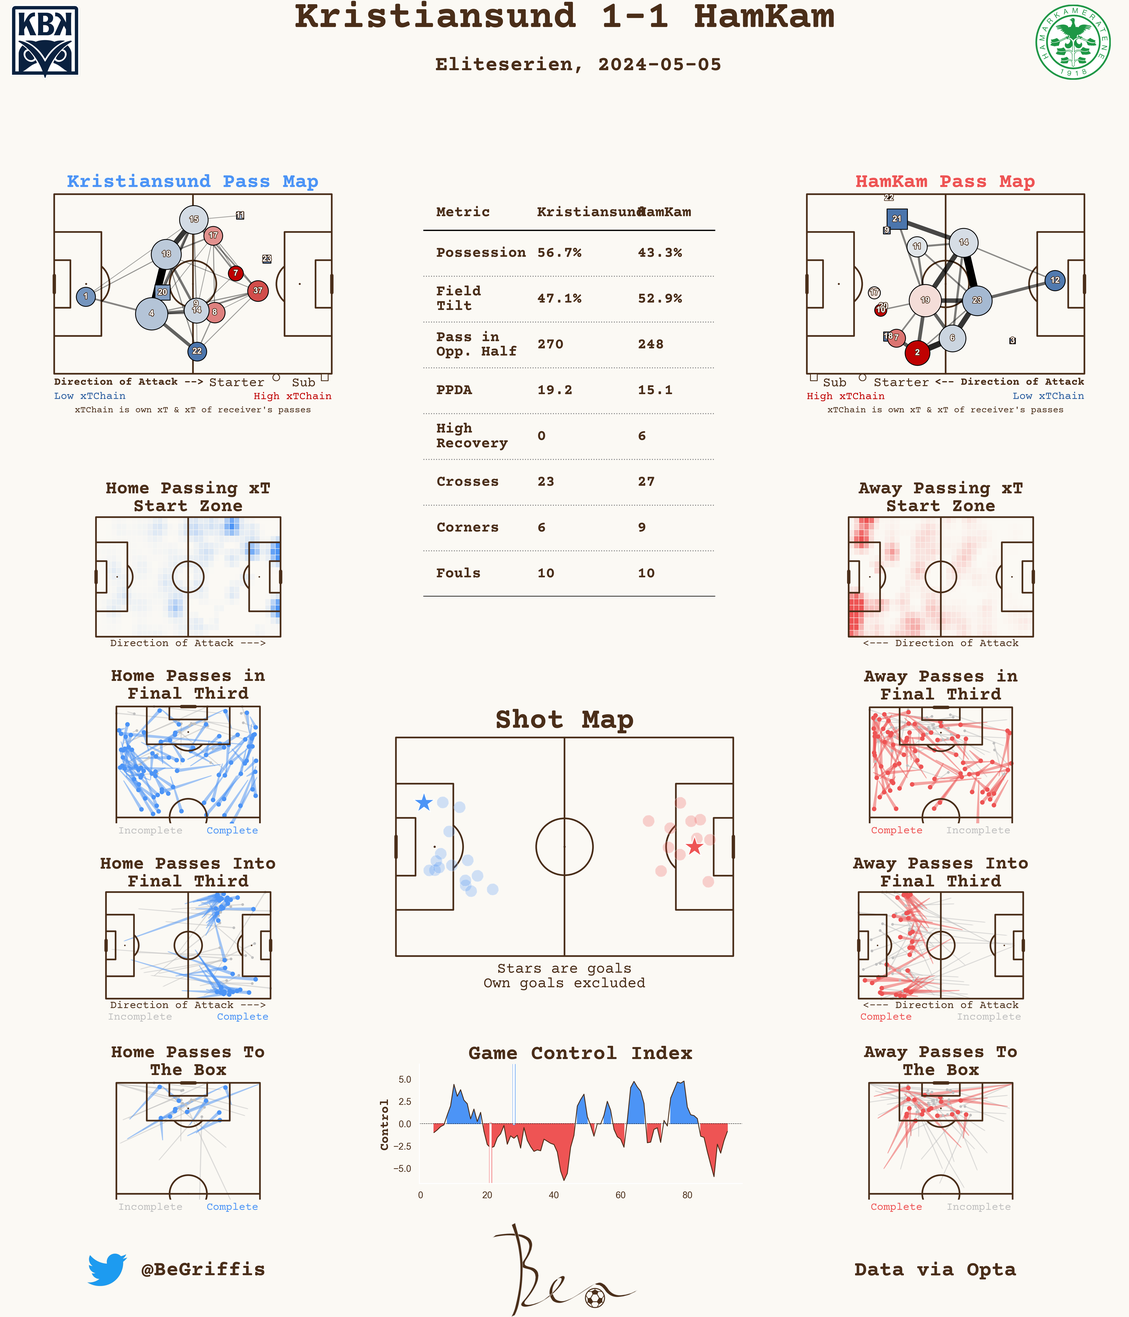 Kristiansund 1-1 HamKam
Eliteserien, 2024-05-05
KBK
HAMARKAMERATENE
1918
Kristiansund Pass Map
15
11
17
18
23
7
20
37
1
9
14
4
8
22
Direction of Attack --> Starter Sub
Low xTChain High xTChain
xTChain is own xT & xT of receiver's passes
Metric Kristiansund HamKam
Possession 56.7% 43.3%
Field
Tilt 47.1% 52.9%
Pass in
Opp. Half 270 248
PPDA 19.2 15.1
High
Recovery 0 6
Crosses 23 27
Corners 6 9
Fouls 10 10
HamKam Pass Map
22
21
9
14
11
12
19
23
10
18
7
6
3
2
Sub Starter <-- Direction of Attack
High xTChain Low xTChain
xTChain is own xT & xT of receiver's passes
Home Passing xT
Start Zone
Direction of Attack --->
Away Passing xT
Start Zone
<--- Direction of Attack
Home Passes in
Final Third
Incomplete Complete
Away Passes in
Final Third
Complete Incomplete
Shot Map
Stars are goals
Own goals excluded
Home Passes Into
Final Third
Direction of Attack --->
Incomplete Complete
Away Passes Into
Final Third
<--- Direction of Attack
Complete Incomplete
Home Passes To
The Box
Incomplete Complete
Game Control Index
Control
5.0
2.5
0.0
−2.5
−5.0
0 20 40 60 80
Away Passes To
The Box
Complete Incomplete
@BeGriffis
Ben
Data via Opta